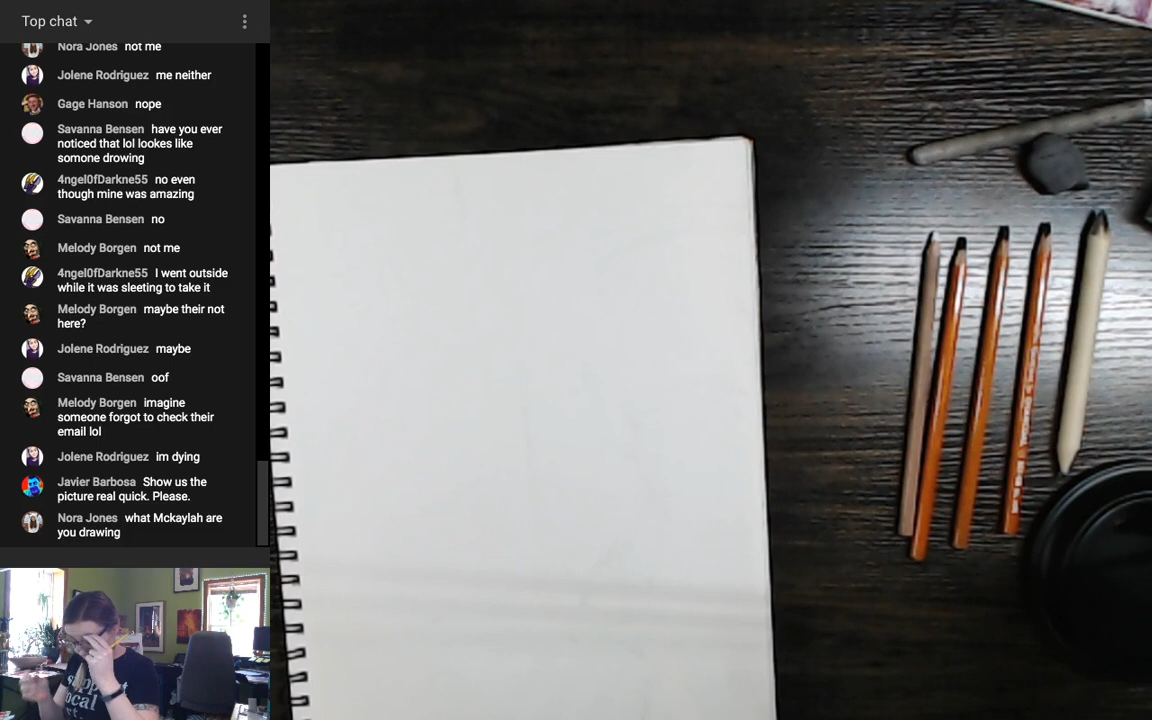 Top chat
Nora Jones not me
Jolene Rodriguez me neither
Gage Hanson nope
Savanna Bensen have you ever
noticed that lol lookes like
somone drowing
4ngel0fDarkne55 no even
though mine was amazing
Savanna Bensen no
Melody Borgen not me
4ngel0fDarkne55 I went outside
while it was sleeting to take it
Melody Borgen maybe their not
here?
Jolene Rodriguez maybe
Savanna Bensen oof
Melody Borgen imagine
someone forgot to check their
email lol
Jolene Rodriguez im dying
Javier Barbosa Show us the
picture real quick. Please.
Nora Jones what Mckaylah are
you drawing
support
local